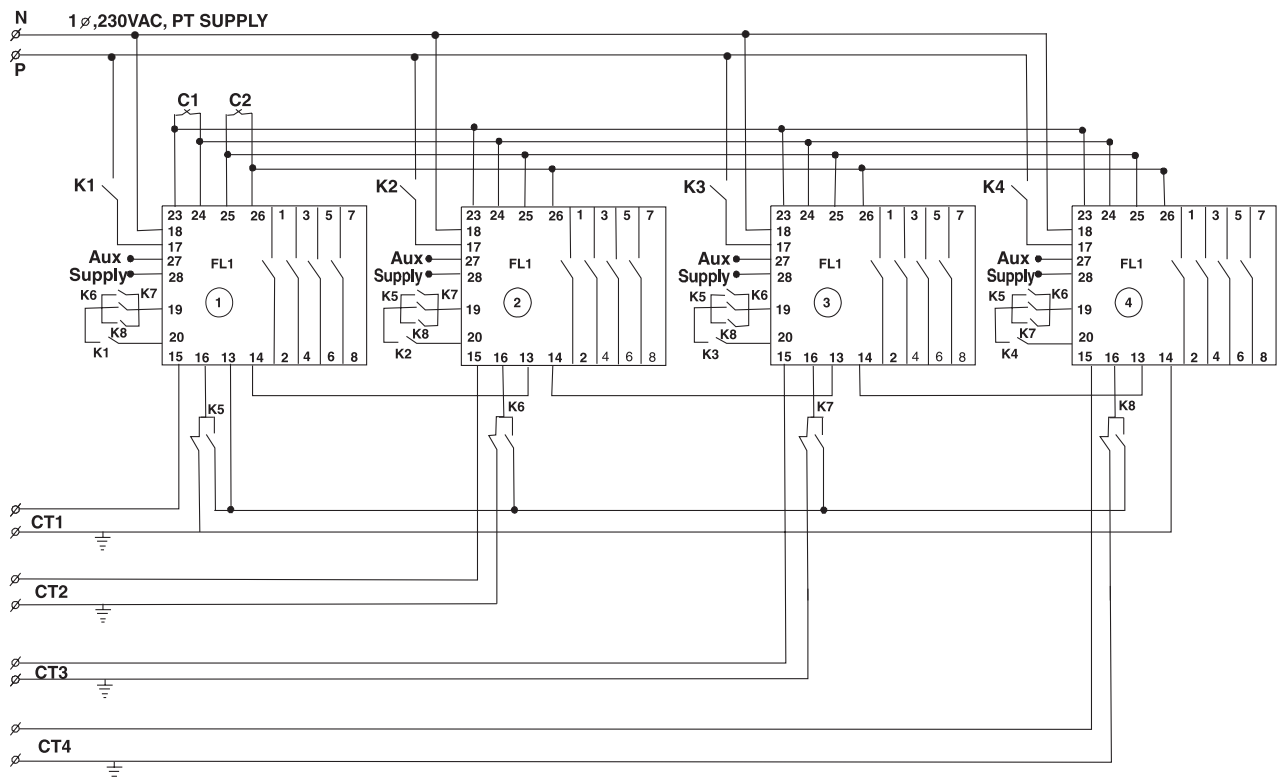 N 1⌀,230VAC, PT SUPPLY
P
C1 C2
K1 K2 K3 K4
23 24 25 26 1 3 5 7 23 24 25 26 1 3 5 7 23 24 25 26 1 3 5 7 23 24 25 26 1 3 5 7
18 18 18 18
17 17 17 17
Aux 27 FL1 Aux 27 FL1 Aux 27 FL1 Aux 27 FL1
Supply 28 Supply 28 Supply 28 Supply 28
K6 K7 K5 K7 K5 K6 K5 K6
19 1 19 2 19 3 19 4
K8 K8 K8 K7
20 20 20 20
K1 K2 K3 K4
15 16 13 14 2 4 6 8 15 16 13 14 2 4 6 8 15 16 13 14 2 4 6 8 15 16 13 14 2 4 6 8
K5 K6 K7 K8
CT1
CT2
CT3
CT4